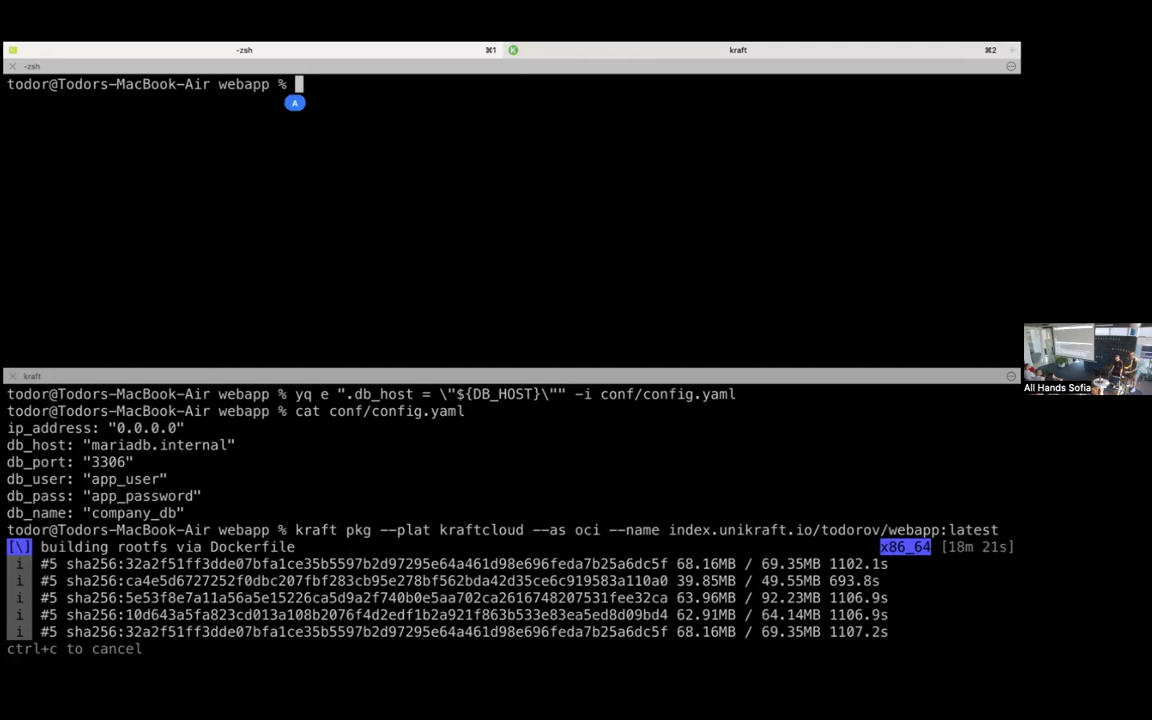 -zsh ⌘1 kraft ⌘2 +
-zsh
todor@Todors-MacBook-Air webapp %
A
kraft
todor@Todors-MacBook-Air webapp % yq e ".db_host = \"${DB_HOST}\"" -i conf/config.yaml
todor@Todors-MacBook-Air webapp % cat conf/config.yaml
ip_address: "0.0.0.0"
db_host: "mariadb.internal"
db_port: "3306"
db_user: "app_user"
db_pass: "app_password"
db_name: "company_db"
todor@Todors-MacBook-Air webapp % kraft pkg --plat kraftcloud --as oci --name index.unikraft.io/todorov/webapp:latest
[\] building rootfs via Dockerfile x86_64 [18m 21s]
i #5 sha256:32a2f51ff3dde07bfa1ce35b5597b2d97295e64a461d98e696feda7b25a6dc5f 68.16MB / 69.35MB 1102.1s
i #5 sha256:ca4e5d6727252f0dbc207fbf283cb95e278bf562bda42d35ce6c919583a110a0 39.85MB / 49.55MB 693.8s
i #5 sha256:5e53f8e7a11a56a5e15226ca5d9a2f740b0e5aa702ca2616748207531fee32ca 63.96MB / 92.23MB 1106.9s
i #5 sha256:10d643a5fa823cd013a108b2076f4d2edf1b2a921f863b533e83ea5ed8d09bd4 62.91MB / 64.14MB 1106.9s
i #5 sha256:32a2f51ff3dde07bfa1ce35b5597b2d97295e64a461d98e696feda7b25a6dc5f 68.16MB / 69.35MB 1107.2s
ctrl+c to cancel
All Hands Sofia